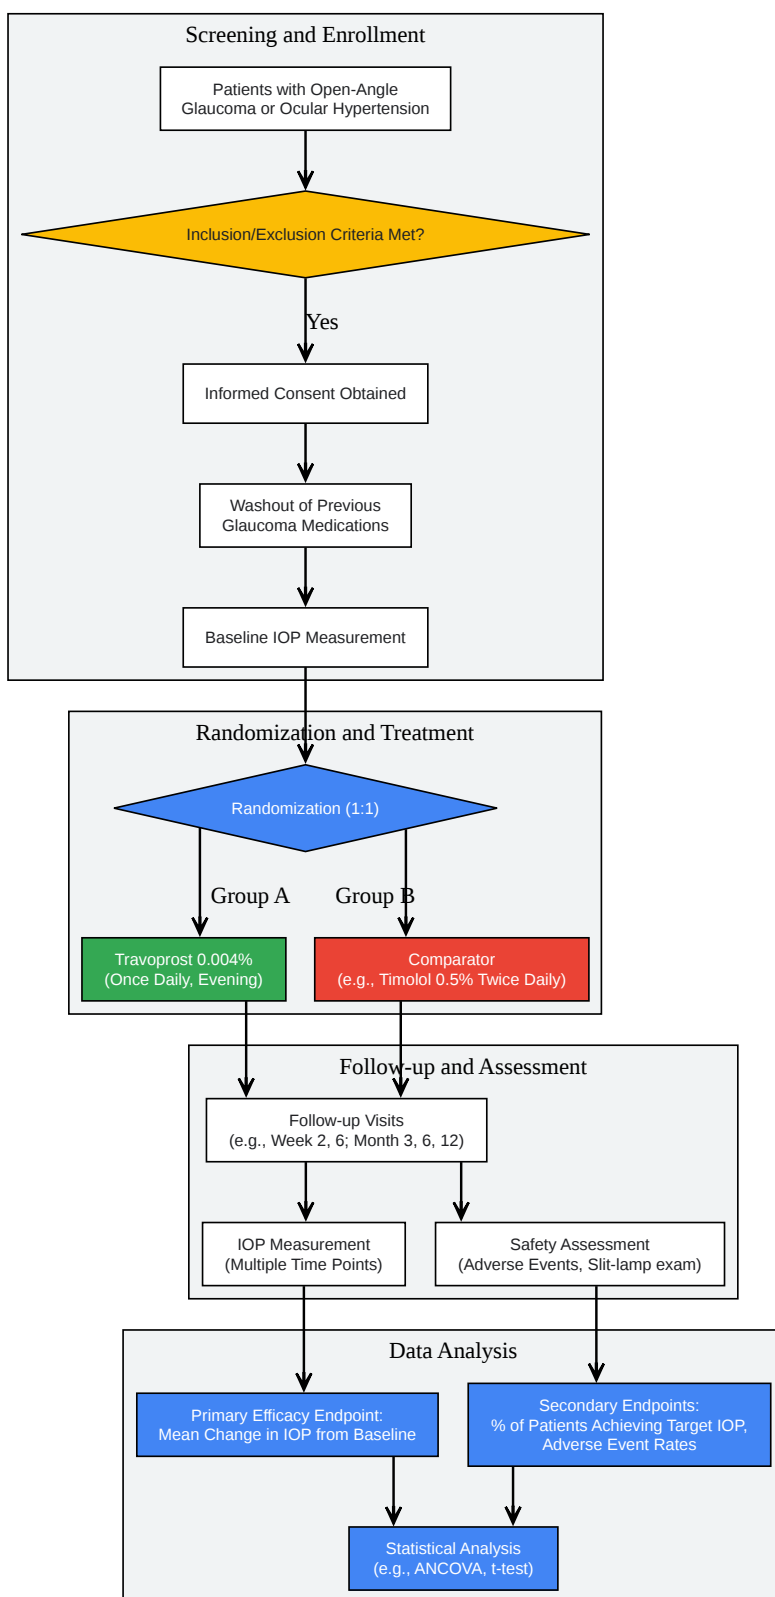 Screening and Enrollment
Patients with Open-Angle
Glaucoma or Ocular Hypertension
Inclusion/Exclusion Criteria Met?
Yes
Informed Consent Obtained
Washout of Previous
Glaucoma Medications
Baseline IOP Measurement
Randomization and Treatment
Randomization (1:1)
Group A
Group B
Travoprost 0.004%
(Once Daily, Evening)
Comparator
(e.g., Timolol 0.5% Twice Daily)
Follow-up and Assessment
Follow-up Visits
(e.g., Week 2, 6; Month 3, 6, 12)
IOP Measurement
(Multiple Time Points)
Safety Assessment
(Adverse Events, Slit-lamp exam)
Data Analysis
Primary Efficacy Endpoint:
Mean Change in IOP from Baseline
Secondary Endpoints:
% of Patients Achieving Target IOP,
Adverse Event Rates
Statistical Analysis
(e.g., ANCOVA, t-test)